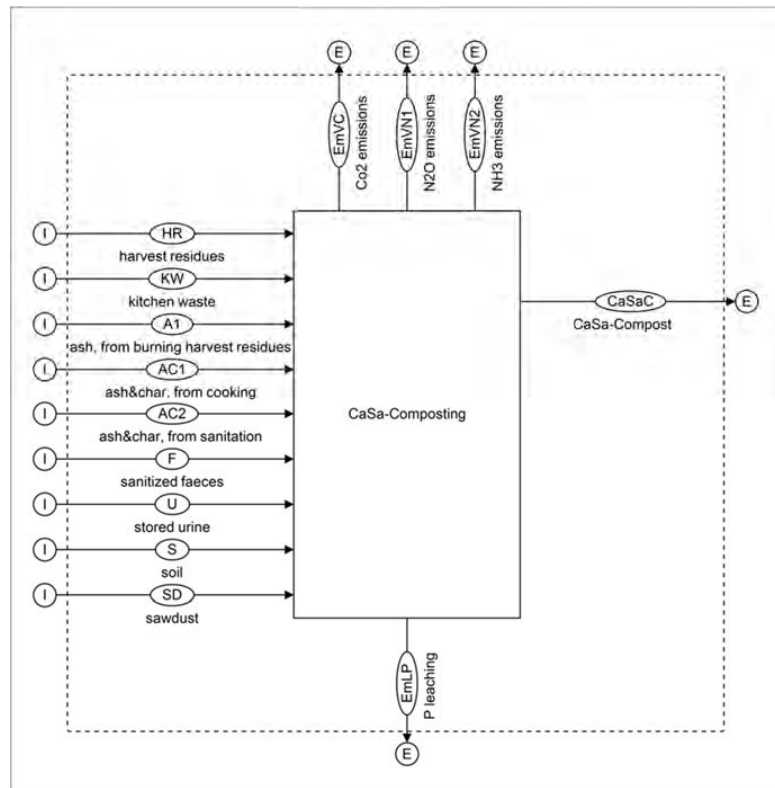 E E E
EmVC
Co2 emissions
EmVN1
N2O emissions
EmVN2
NH3 emissions
I HR
harvest residues
I KW
kitchen waste
I A1
ash, from burning harvest residues
I AC1
ash&char. from cooking
I AC2
ash&char, from sanitation
I F
sanitized faeces
I U
stored urine
I S
soil
I SD
sawdust
CaSa-Composting
CaSaC E
CaSa-Compost
EmLP
P leaching
E